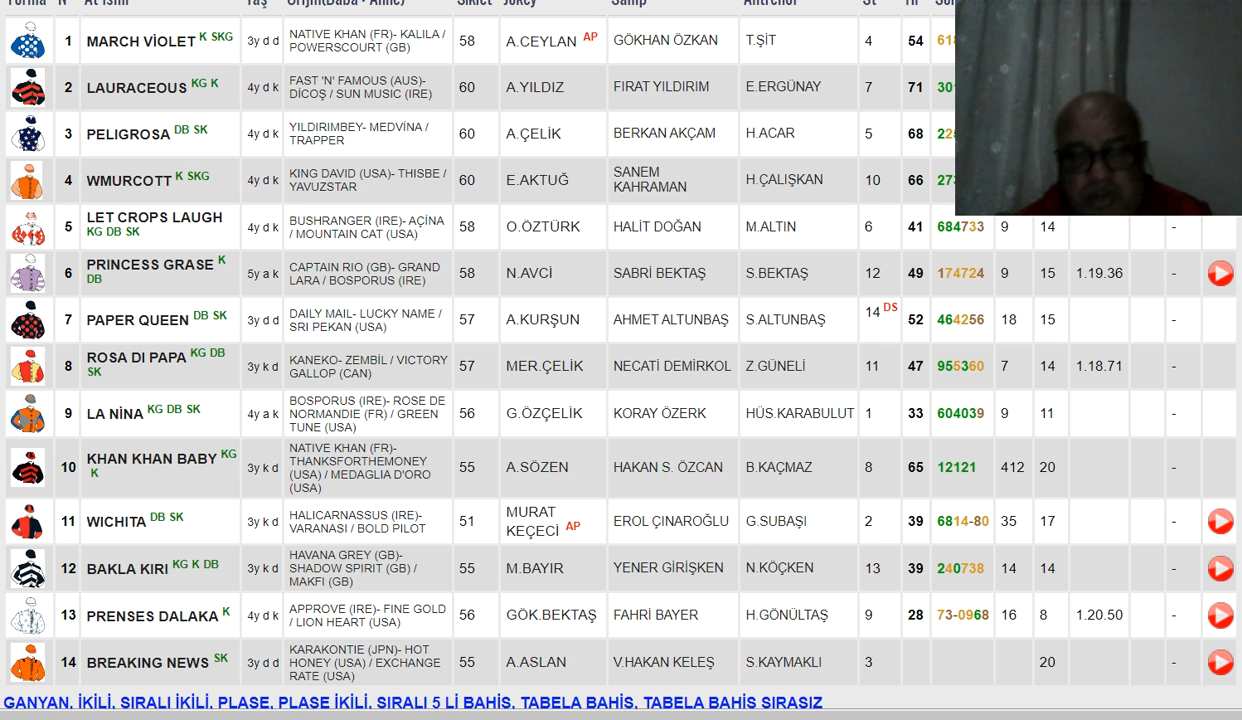 N° At İsmi Yaş Orijin(Baba - Anne) Sıklet Jokey Sahip Antrenör St HP
1 MARCH VİOLET K SKG 3y d d NATIVE KHAN (FR)- KALILA / POWERSCOURT (GB) 58 A.CEYLAN AP GÖKHAN ÖZKAN T.ŞİT 4 54 618
2 LAURACEOUS KG K 4y d k FAST 'N' FAMOUS (AUS)- DİCOŞ / SUN MUSIC (IRE) 60 A.YILDIZ FIRAT YILDIRIM E.ERGÜNAY 7 71
3 PELIGROSA DB SK 4y d k YILDIRIMBEY- MEDVİNA / TRAPPER 60 A.ÇELİK BERKAN AKÇAM H.ACAR 5 68
4 WMURCOTT K SKG 4y d k KING DAVID (USA)- THISBE / YAVUZSTAR 60 E.AKTUĞ SANEM KAHRAMAN H.ÇALIŞKAN 10 66
5 LET CROPS LAUGH KG DB SK 4y d k BUSHRANGER (IRE)- AÇİNA / MOUNTAIN CAT (USA) 58 O.ÖZTÜRK HALİT DOĞAN M.ALTIN 6 41 684733 9 14 -
6 PRINCESS GRASE K DB 5y a k CAPTAIN RIO (GB)- GRAND LARA / BOSPORUS (IRE) 58 N.AVCİ SABRİ BEKTAŞ S.BEKTAŞ 12 49 174724 9 15 1.19.36 -
7 PAPER QUEEN DB SK 3y d d DAILY MAIL- LUCKY NAME / SRI PEKAN (USA) 57 A.KURŞUN AHMET ALTUNBAŞ S.ALTUNBAŞ 14 DS 52 464256 18 15 -
8 ROSA DI PAPA KG DB SK 3y k d KANEKO- ZEMBİL / VICTORY GALLOP (CAN) 57 MER.ÇELİK NECATİ DEMİRKOL Z.GÜNELİ 11 47 955360 7 14 1.18.71 -
9 LA NİNA KG DB SK 4y a k BOSPORUS (IRE)- ROSE DE NORMANDIE (FR) / GREEN TUNE (USA) 56 G.ÖZÇELİK KORAY ÖZERK HÜS.KARABULUT 1 33 604039 9 11 -
10 KHAN KHAN BABY KG K 3y k d NATIVE KHAN (FR)- THANKSFORTHEMONEY (USA) / MEDAGLIA D'ORO (USA) 55 A.SÖZEN HAKAN S. ÖZCAN B.KAÇMAZ 8 65 12121 412 20 -
11 WICHITA DB SK 3y k d HALICARNASSUS (IRE)- VARANASI / BOLD PILOT 51 MURAT KEÇECİ AP EROL ÇINAROĞLU G.SUBAŞI 2 39 6814-80 35 17 -
12 BAKLA KIRI KG K DB 3y k d HAVANA GREY (GB)- SHADOW SPIRIT (GB) / MAKFI (GB) 55 M.BAYIR YENER GİRİŞKEN N.KÖÇKEN 13 39 240738 14 14 -
13 PRENSES DALAKA K 4y d k APPROVE (IRE)- FINE GOLD / LION HEART (USA) 56 GÖK.BEKTAŞ FAHRİ BAYER H.GÖNÜLTAŞ 9 28 73-0968 16 8 1.20.50 -
14 BREAKING NEWS SK 3y d d KARAKONTIE (JPN)- HOT HONEY (USA) / EXCHANGE RATE (USA) 55 A.ASLAN V.HAKAN KELEŞ S.KAYMAKLI 3 20 -
GANYAN, İKİLİ, SIRALI İKİLİ, PLASE, PLASE İKİLİ, SIRALI 5 Lİ BAHİS, TABELA BAHİS, TABELA BAHİS SIRASIZ